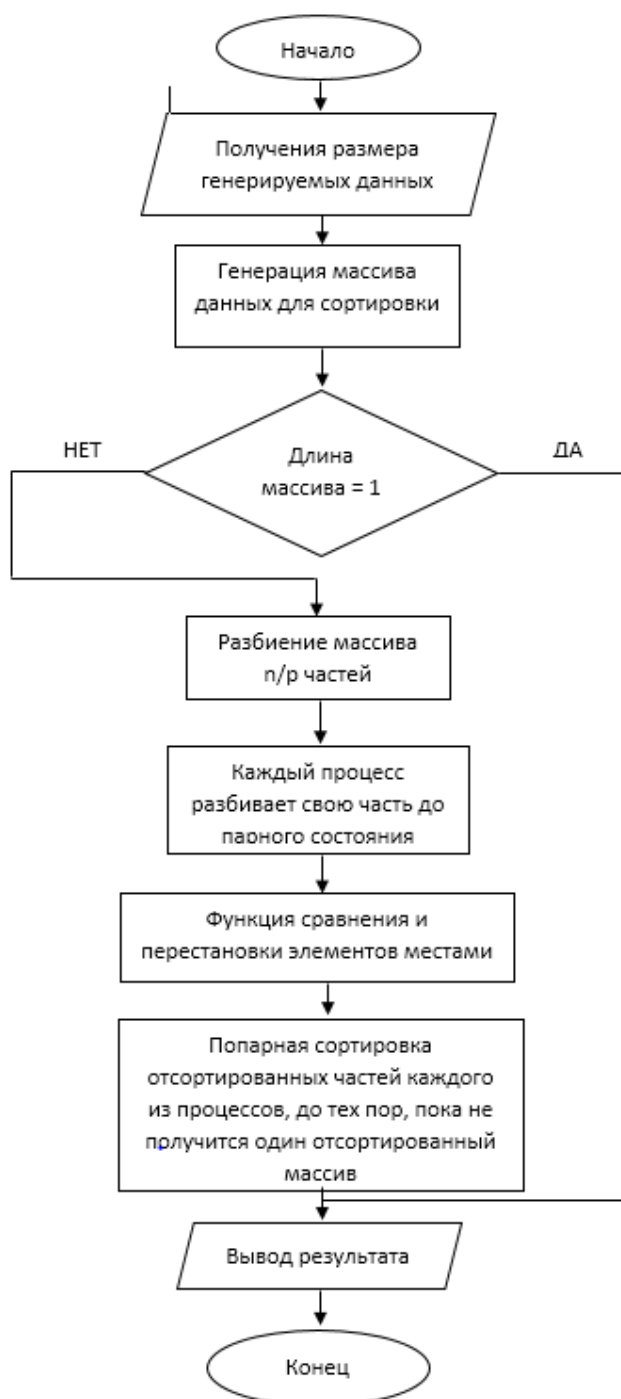 Начало
Получения размера
генерируемых данных
Генерация массива
данных для сортировки
НЕТ
ДА
Длина
массива = 1
Разбиение массива
n/p частей
Каждый процесс
разбивает свою часть до
парного состояния
Функция сравнения и
перестановки элементов местами
Попарная сортировка
отсортированных частей каждого
из процессов, до тех пор, пока не
получится один отсортированный
массив
Вывод результата
Конец